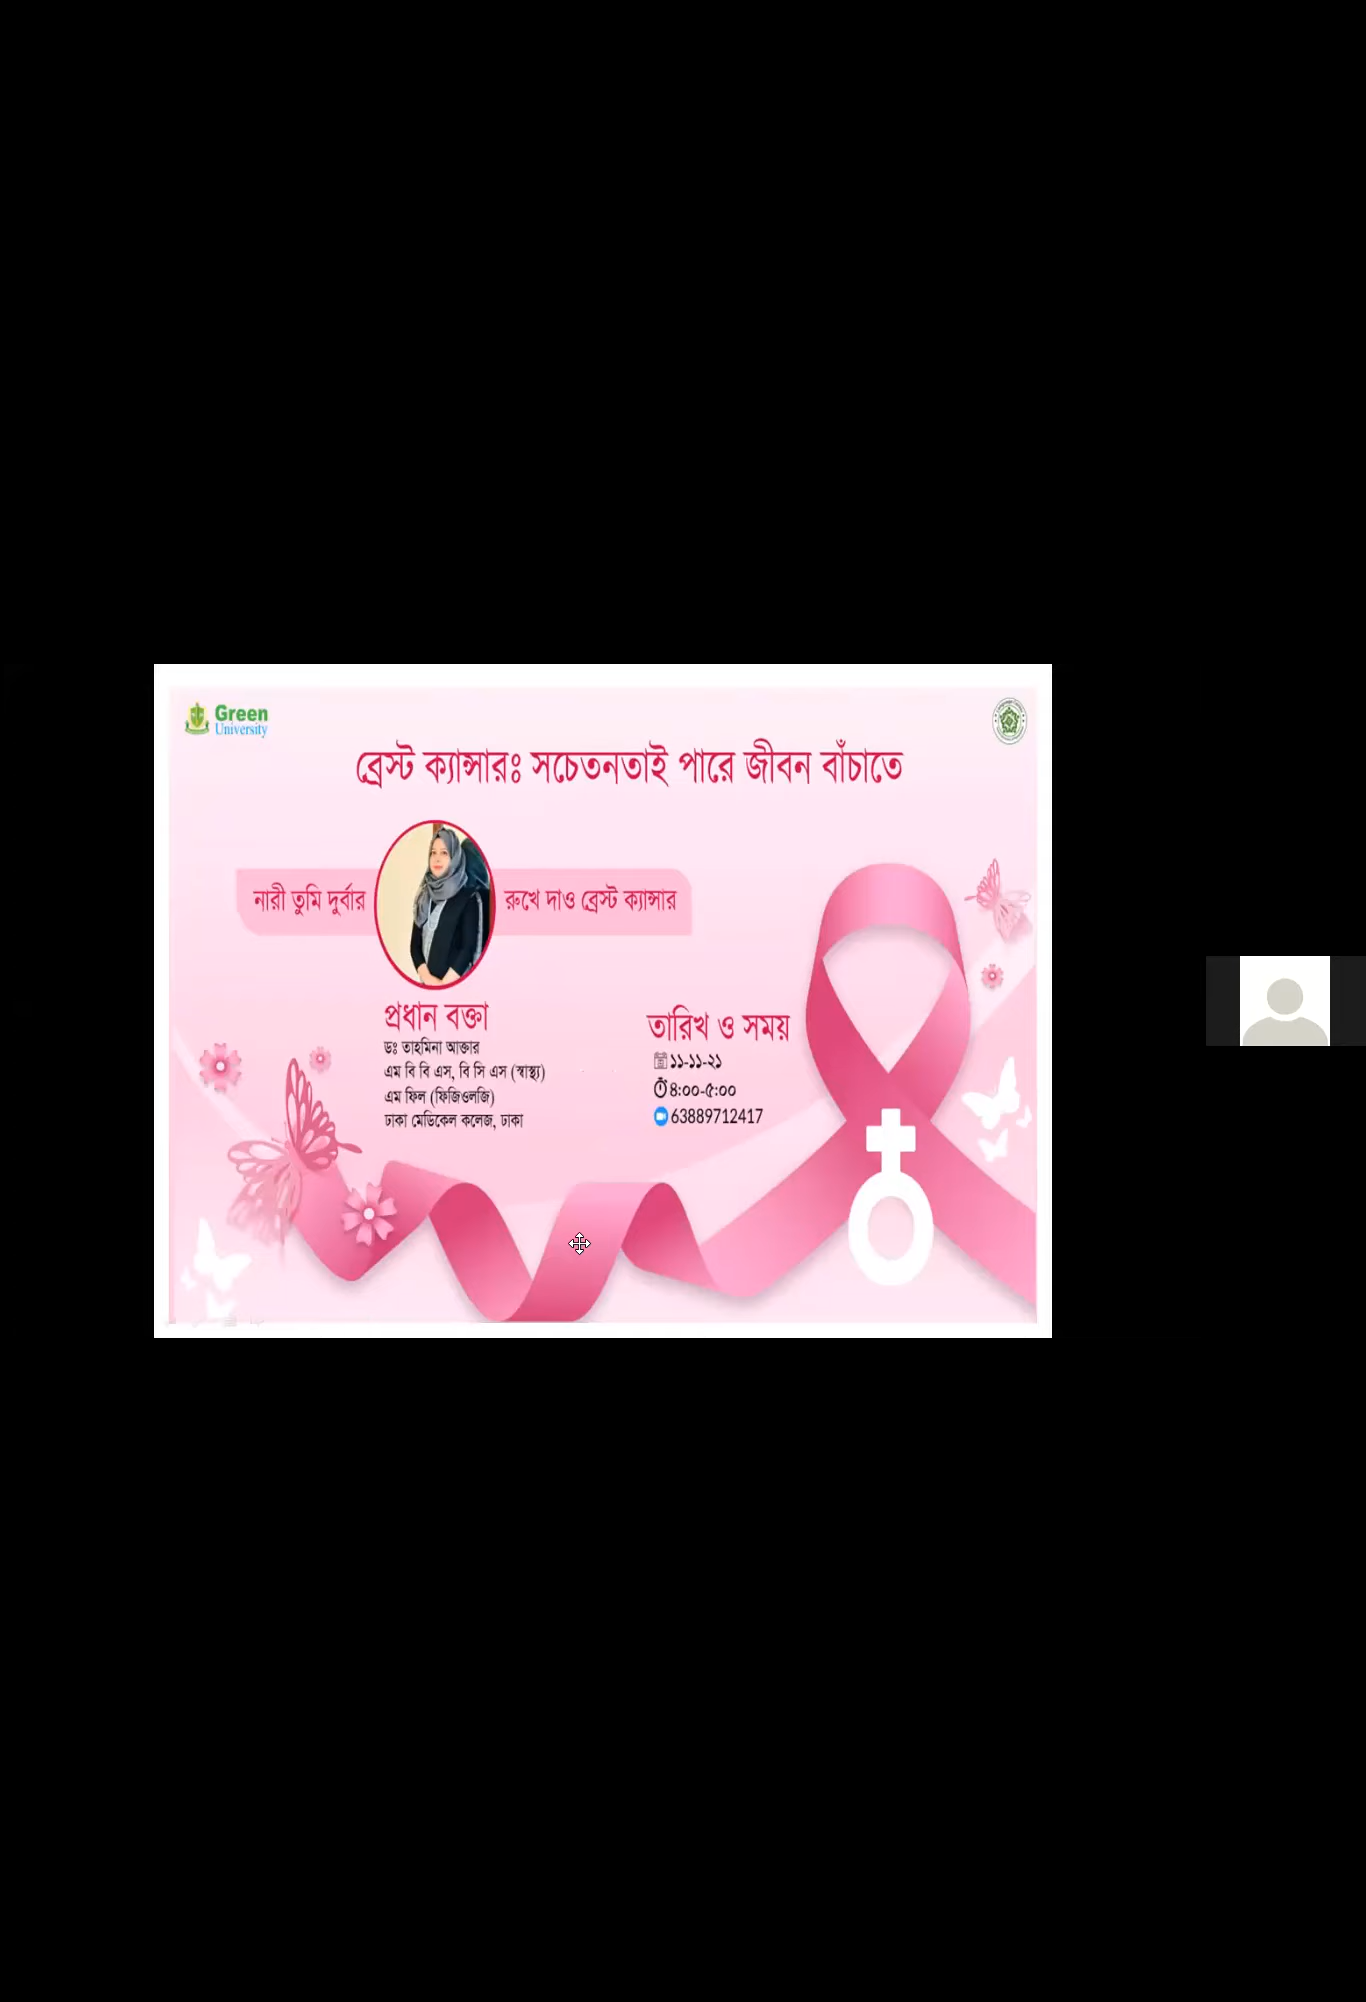 Green
University
ব্রেস্ট ক্যান্সারঃ সচেতনতাই পারে জীবন বাঁচাতে
নারী তুমি দুর্বার রুখে দাও ব্রেস্ট ক্যান্সার
প্রধান বক্তা
ডঃ তাহমিনা আক্তার
এম বি বি এস, বি সি এস (স্বাস্থ্য)
এম ফিল (ফিজিওলজি)
ঢাকা মেডিকেল কলেজ, ঢাকা
তারিখ ও সময়
১১-১১-২১
৪:০০-৫:০০
63889712417